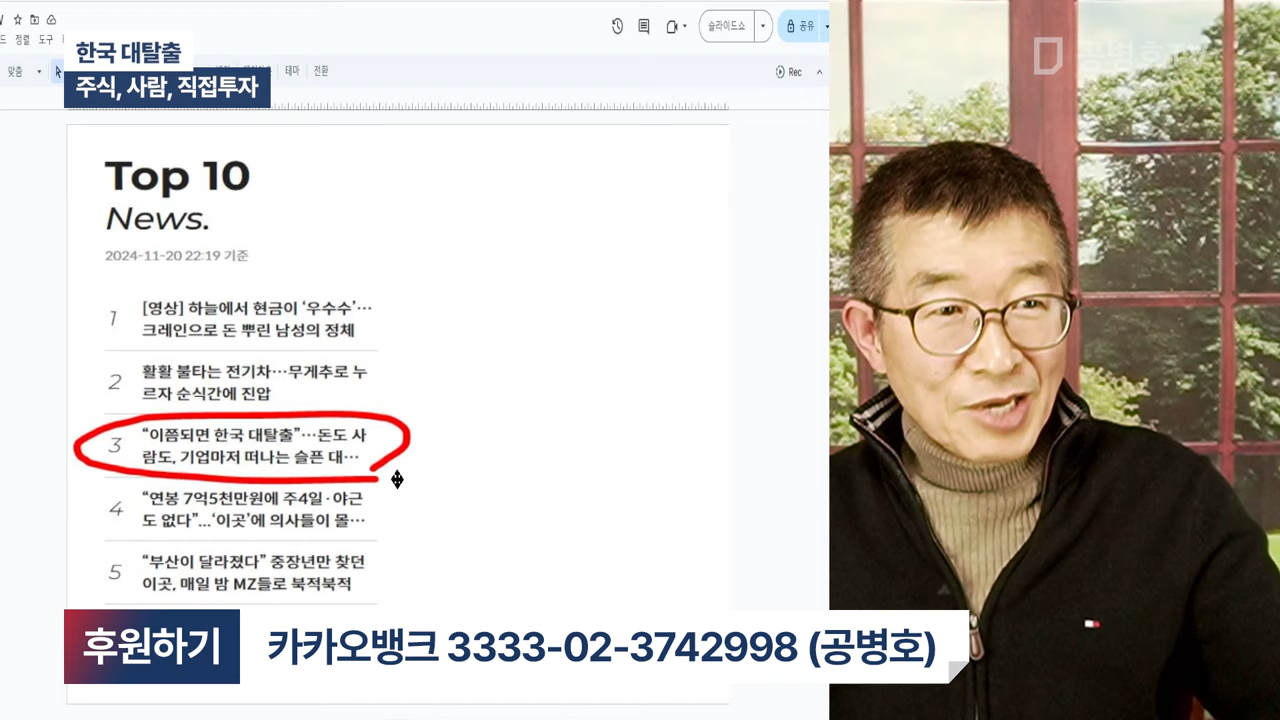 정렬 도구
한국 대탈출
주식, 사람, 직접투자
맞춤
테마
전환
슬라이드쇼
공유
Rec
공병호
Top 10
News.
2024-11-20 22:19 기준
1
[영상] 하늘에서 현금이 ‘우수수’…
크레인으로 돈 뿌린 남성의 정체
2
활활 불타는 전기차…무게추로 누
르자 순식간에 진압
3
“이쯤되면 한국 대탈출”…돈도 사
람도, 기업마저 떠나는 슬픈 대…
4
“연봉 7억5천만원에 주4일·야근
도 없다”...‘이곳’에 의사들이 몰…
5
“부산이 달라졌다” 중장년만 찾던
이곳, 매일 밤 MZ들로 북적북적
후원하기
카카오뱅크 3333-02-3742998 (공병호)